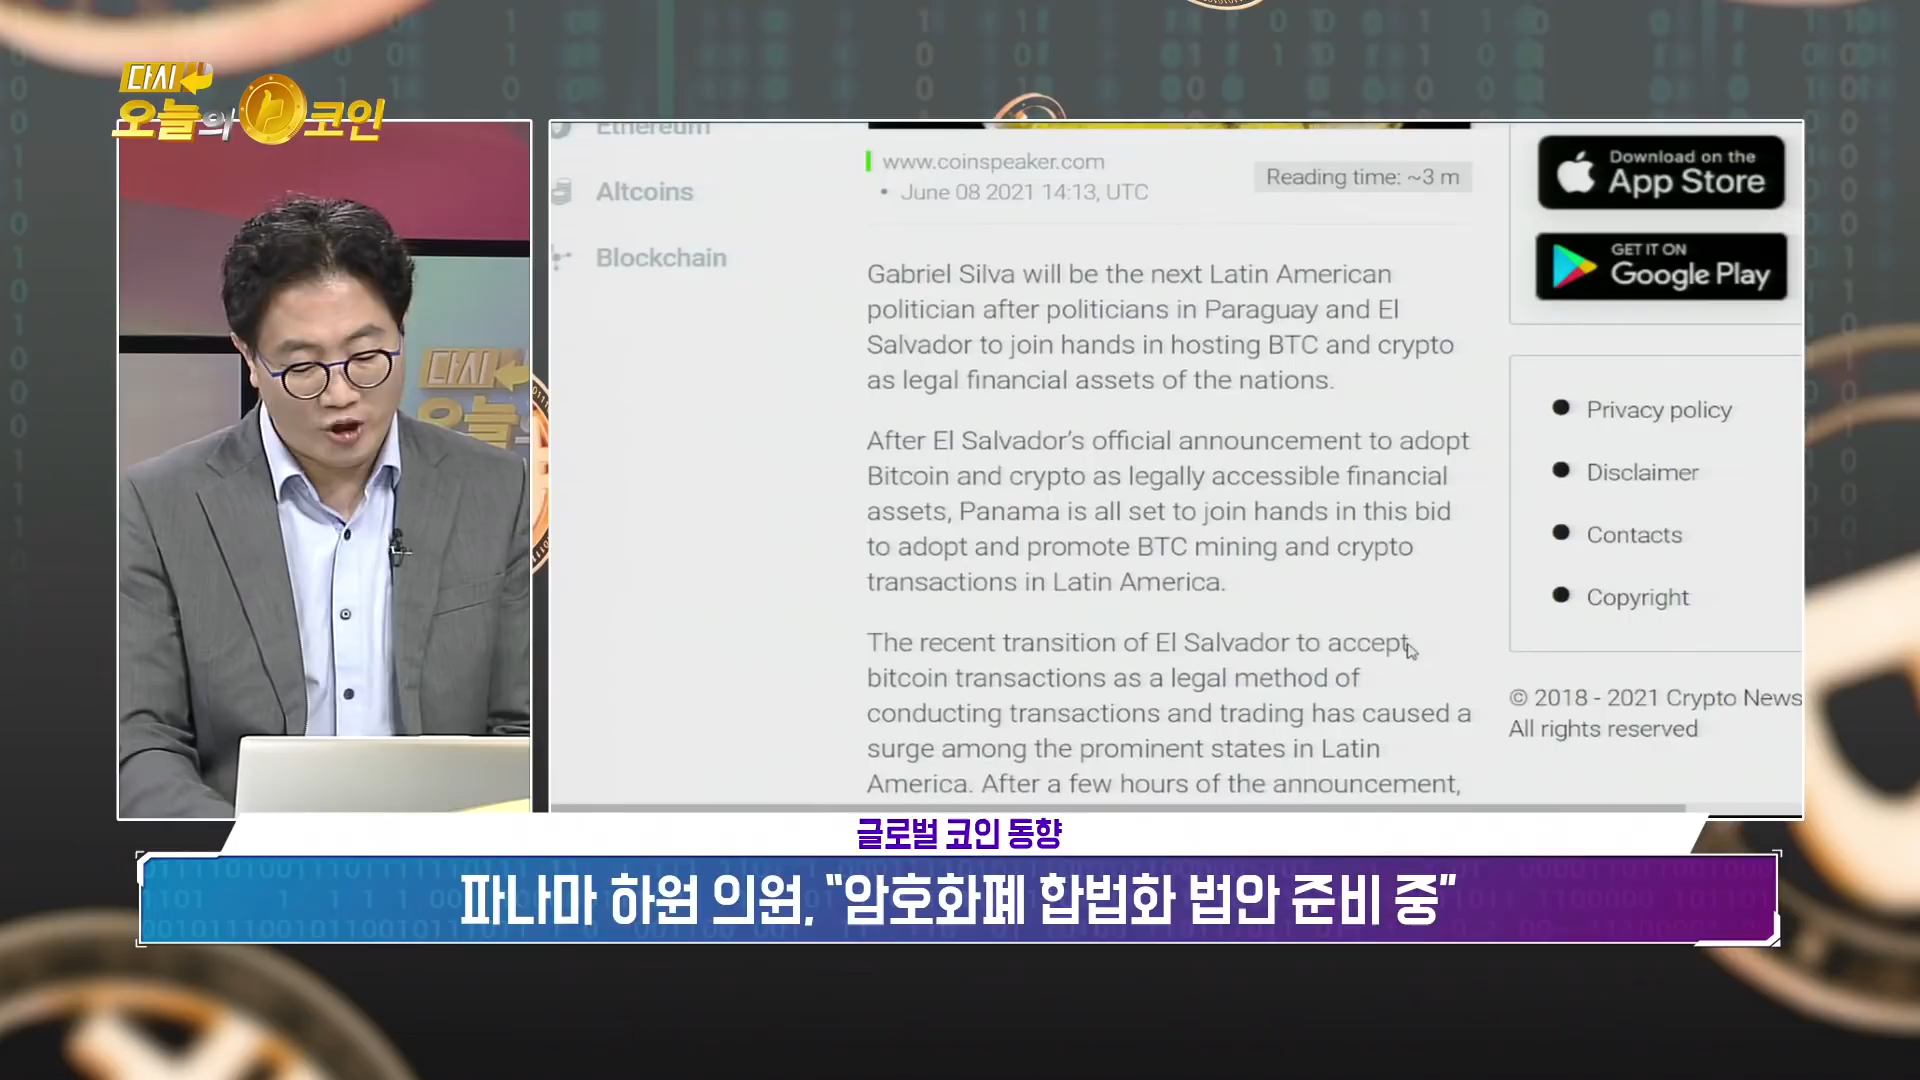 다시
오늘의 코인
Ethereum
Altcoins
Blockchain
www.coinspeaker.com
• June 08 2021 14:13, UTC
Reading time: ~3 m
Gabriel Silva will be the next Latin American
politician after politicians in Paraguay and El
Salvador to join hands in hosting BTC and crypto
as legal financial assets of the nations.
After El Salvador's official announcement to adopt
Bitcoin and crypto as legally accessible financial
assets, Panama is all set to join hands in this bid
to adopt and promote BTC mining and crypto
transactions in Latin America.
The recent transition of El Salvador to accept
bitcoin transactions as a legal method of
conducting transactions and trading has caused a
surge among the prominent states in Latin
America. After a few hours of the announcement,
Download on the
App Store
GET IT ON
Google Play
• Privacy policy
• Disclaimer
• Contacts
• Copyright
© 2018 - 2021 Crypto News
All rights reserved
다시
오늘
글로벌 코인 동향
파나마 하원 의원, "암호화폐 합법화 법안 준비 중"